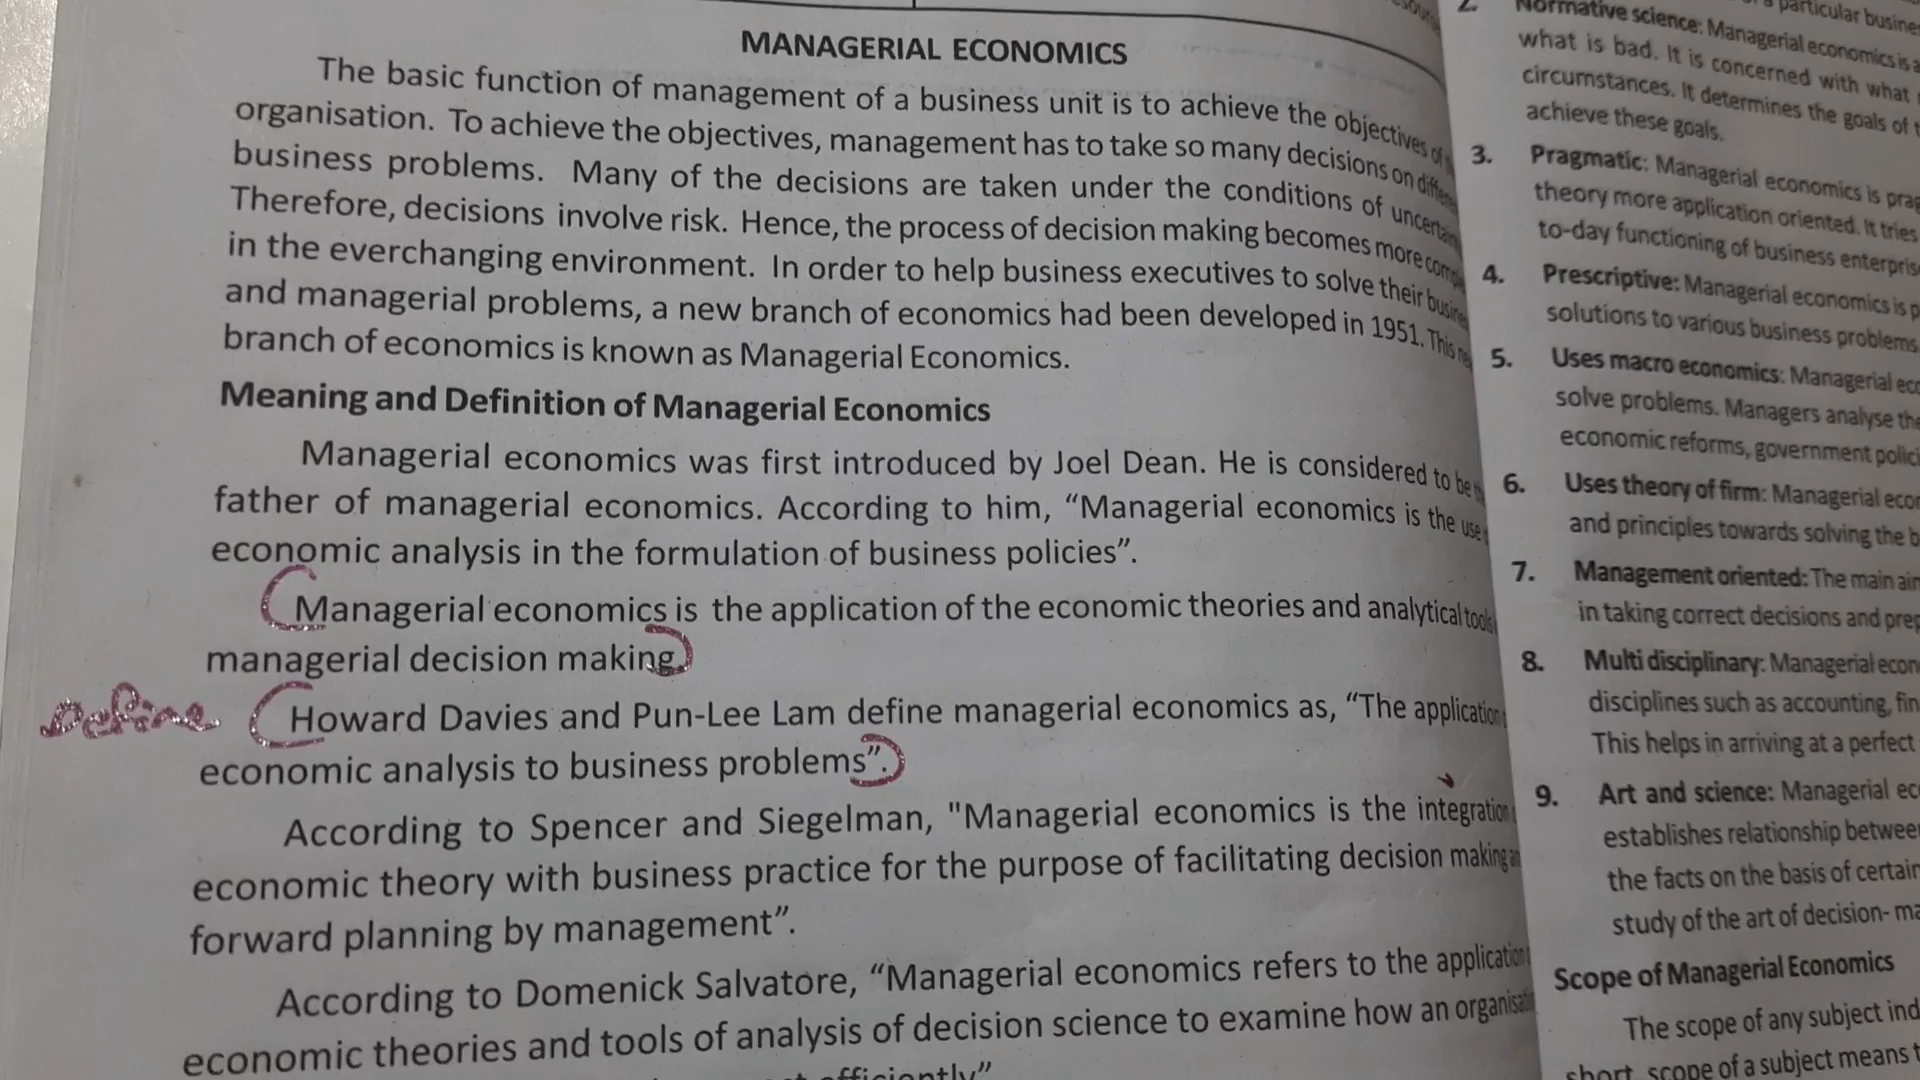 MANAGERIAL ECONOMICS
The basic function of management of a business unit is to achieve the objectives of
organisation. To achieve the objectives, management has to take so many decisions on
business problems. Many of the decisions are taken under the conditions of
Therefore, decisions involve risk. Hence, the process of decision making becomes more
in the everchanging environment. In order to help business executives to solve their
and managerial problems, a new branch of economics had been developed in 1951. This
branch of economics is known as Managerial Economics.
Meaning and Definition of Managerial Economics
Managerial economics was first introduced by Joel Dean. He is considered to be
father of managerial economics. According to him, “Managerial economics is the use
economic analysis in the formulation of business policies”.
Managerial economics is the application of the economic theories and analytical tools
managerial decision making
Define
Howard Davies and Pun-Lee Lam define managerial economics as, “The application
economic analysis to business problems”.
According to Spencer and Siegelman, "Managerial economics is the integration
economic theory with business practice for the purpose of facilitating decision making
forward planning by management”.
According to Domenick Salvatore, “Managerial economics refers to the application
economic theories and tools of analysis of decision science to examine how an
efficiently”
particular
2. Normative science: Managerial economics is a
what is bad. It is concerned with what
circumstances. It determines the goals of
achieve these goals.
3. Pragmatic: Managerial economics is
theory more application oriented. It tries
to-day functioning of business
4. Prescriptive: Managerial economics is
solutions to various business problems
5. Uses macro economics: Managerial
solve problems. Managers analyse
economic reforms, government
6. Uses theory of firm: Managerial
and principles towards solving the
7. Management oriented: The main
in taking correct decisions and
8. Multi disciplinary: Managerial
disciplines such as accounting,
This helps in arriving at a perfect
9. Art and science: Managerial
establishes relationship
the facts on the basis of
study of the art of decision-
Scope of Managerial Economics
The scope of any subject
short, scope of a subject means